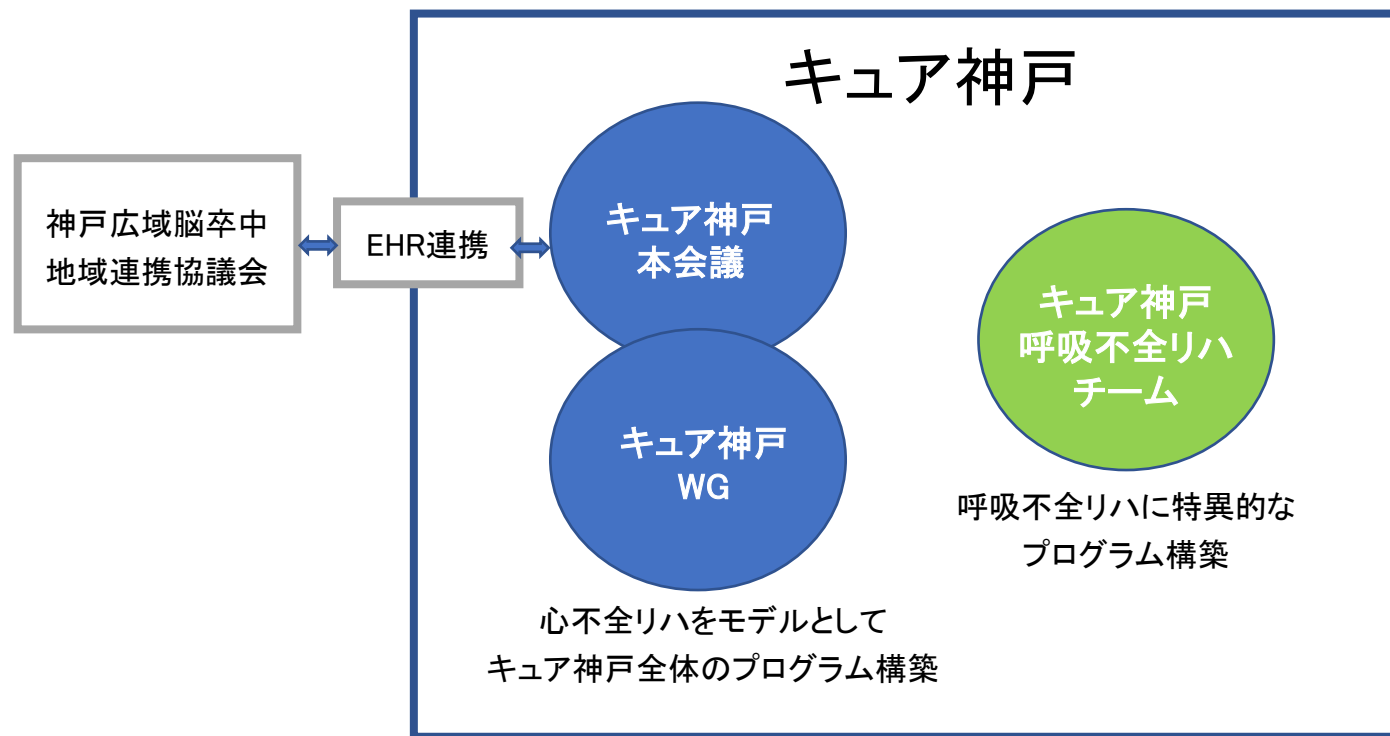 キュア神戸
神戸広域脳卒中
地域連携協議会
EHR連携
キュア神戸
本会議
キュア神戸
WG
心不全リハをモデルとして
キュア神戸全体のプログラム構築
キュア神戸
呼吸不全リハ
チーム
呼吸不全リハに特異的な
プログラム構築